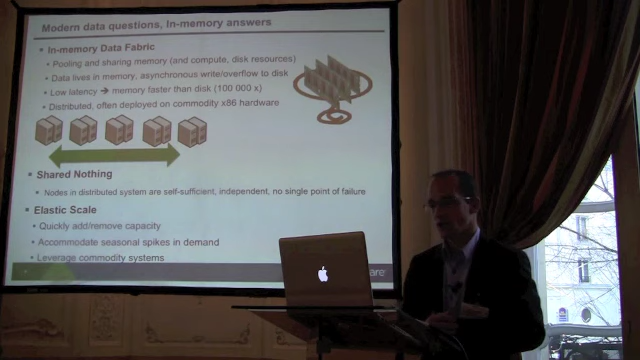 Modern data questions, In-memory answers
▪ In-memory Data Fabric
▪ Pooling and sharing memory (and compute, disk resources)
▪ Data lives in memory, asynchronous write/overflow to disk
▪ Low latency ➔ memory faster than disk (100 000 x)
▪ Distributed, often deployed on commodity x86 hardware
▪ Shared Nothing
▪ Nodes in distributed system are self-sufficient, independent, no single point of failure
▪ Elastic Scale
▪ Quickly add/remove capacity
▪ Accommodate seasonal spikes in demand
▪ Leverage commodity systems